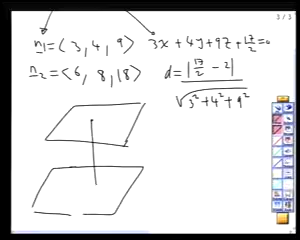 3 / 3
n1 = ⟨3, 4, 9⟩ 3x + 4y + 9z + 17/2 = 0
n2 = ⟨6, 8, 18⟩ d = |17/2 - 2| / √(3² + 4² + 9²)